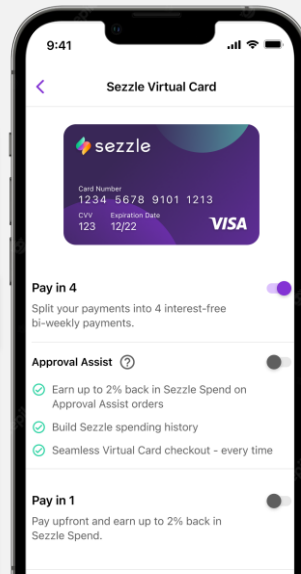 9:41
Sezzle Virtual Card
sezzle
Card Number
1234 5678 9101 1213
CVV Expiration Date
123 12/22
VISA
Pay in 4
Split your payments into 4 interest-free
bi-weekly payments.
Approval Assist ?
Earn up to 2% back in Sezzle Spend on
Approval Assist orders
Build Sezzle spending history
Seamless Virtual Card checkout – every time
Pay in 1
Pay upfront and earn up to 2% back in
Sezzle Spend.